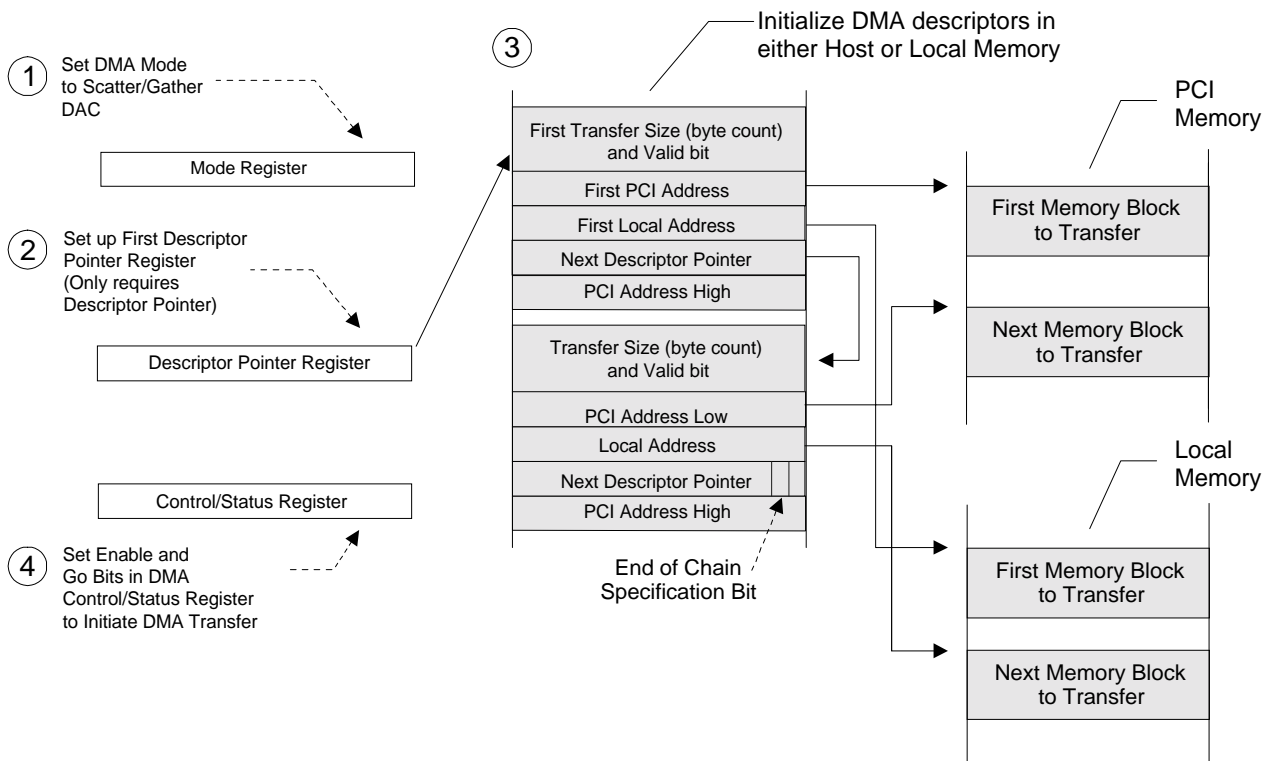 1
Set DMA Mode
to Scatter/Gather
DAC
Mode Register
2
Set up First Descriptor
Pointer Register
(Only requires
Descriptor Pointer)
Descriptor Pointer Register
Control/Status Register
4
Set Enable and
Go Bits in DMA
Control/Status Register
to Initiate DMA Transfer
3
Initialize DMA descriptors in
either Host or Local Memory
First Transfer Size (byte count)
and Valid bit
First PCI Address
First Local Address
Next Descriptor Pointer
PCI Address High
Transfer Size (byte count)
and Valid bit
PCI Address Low
Local Address
Next Descriptor Pointer
PCI Address High
End of Chain
Specification Bit
PCI
Memory
First Memory Block
to Transfer
Next Memory Block
to Transfer
Local
Memory
First Memory Block
to Transfer
Next Memory Block
to Transfer